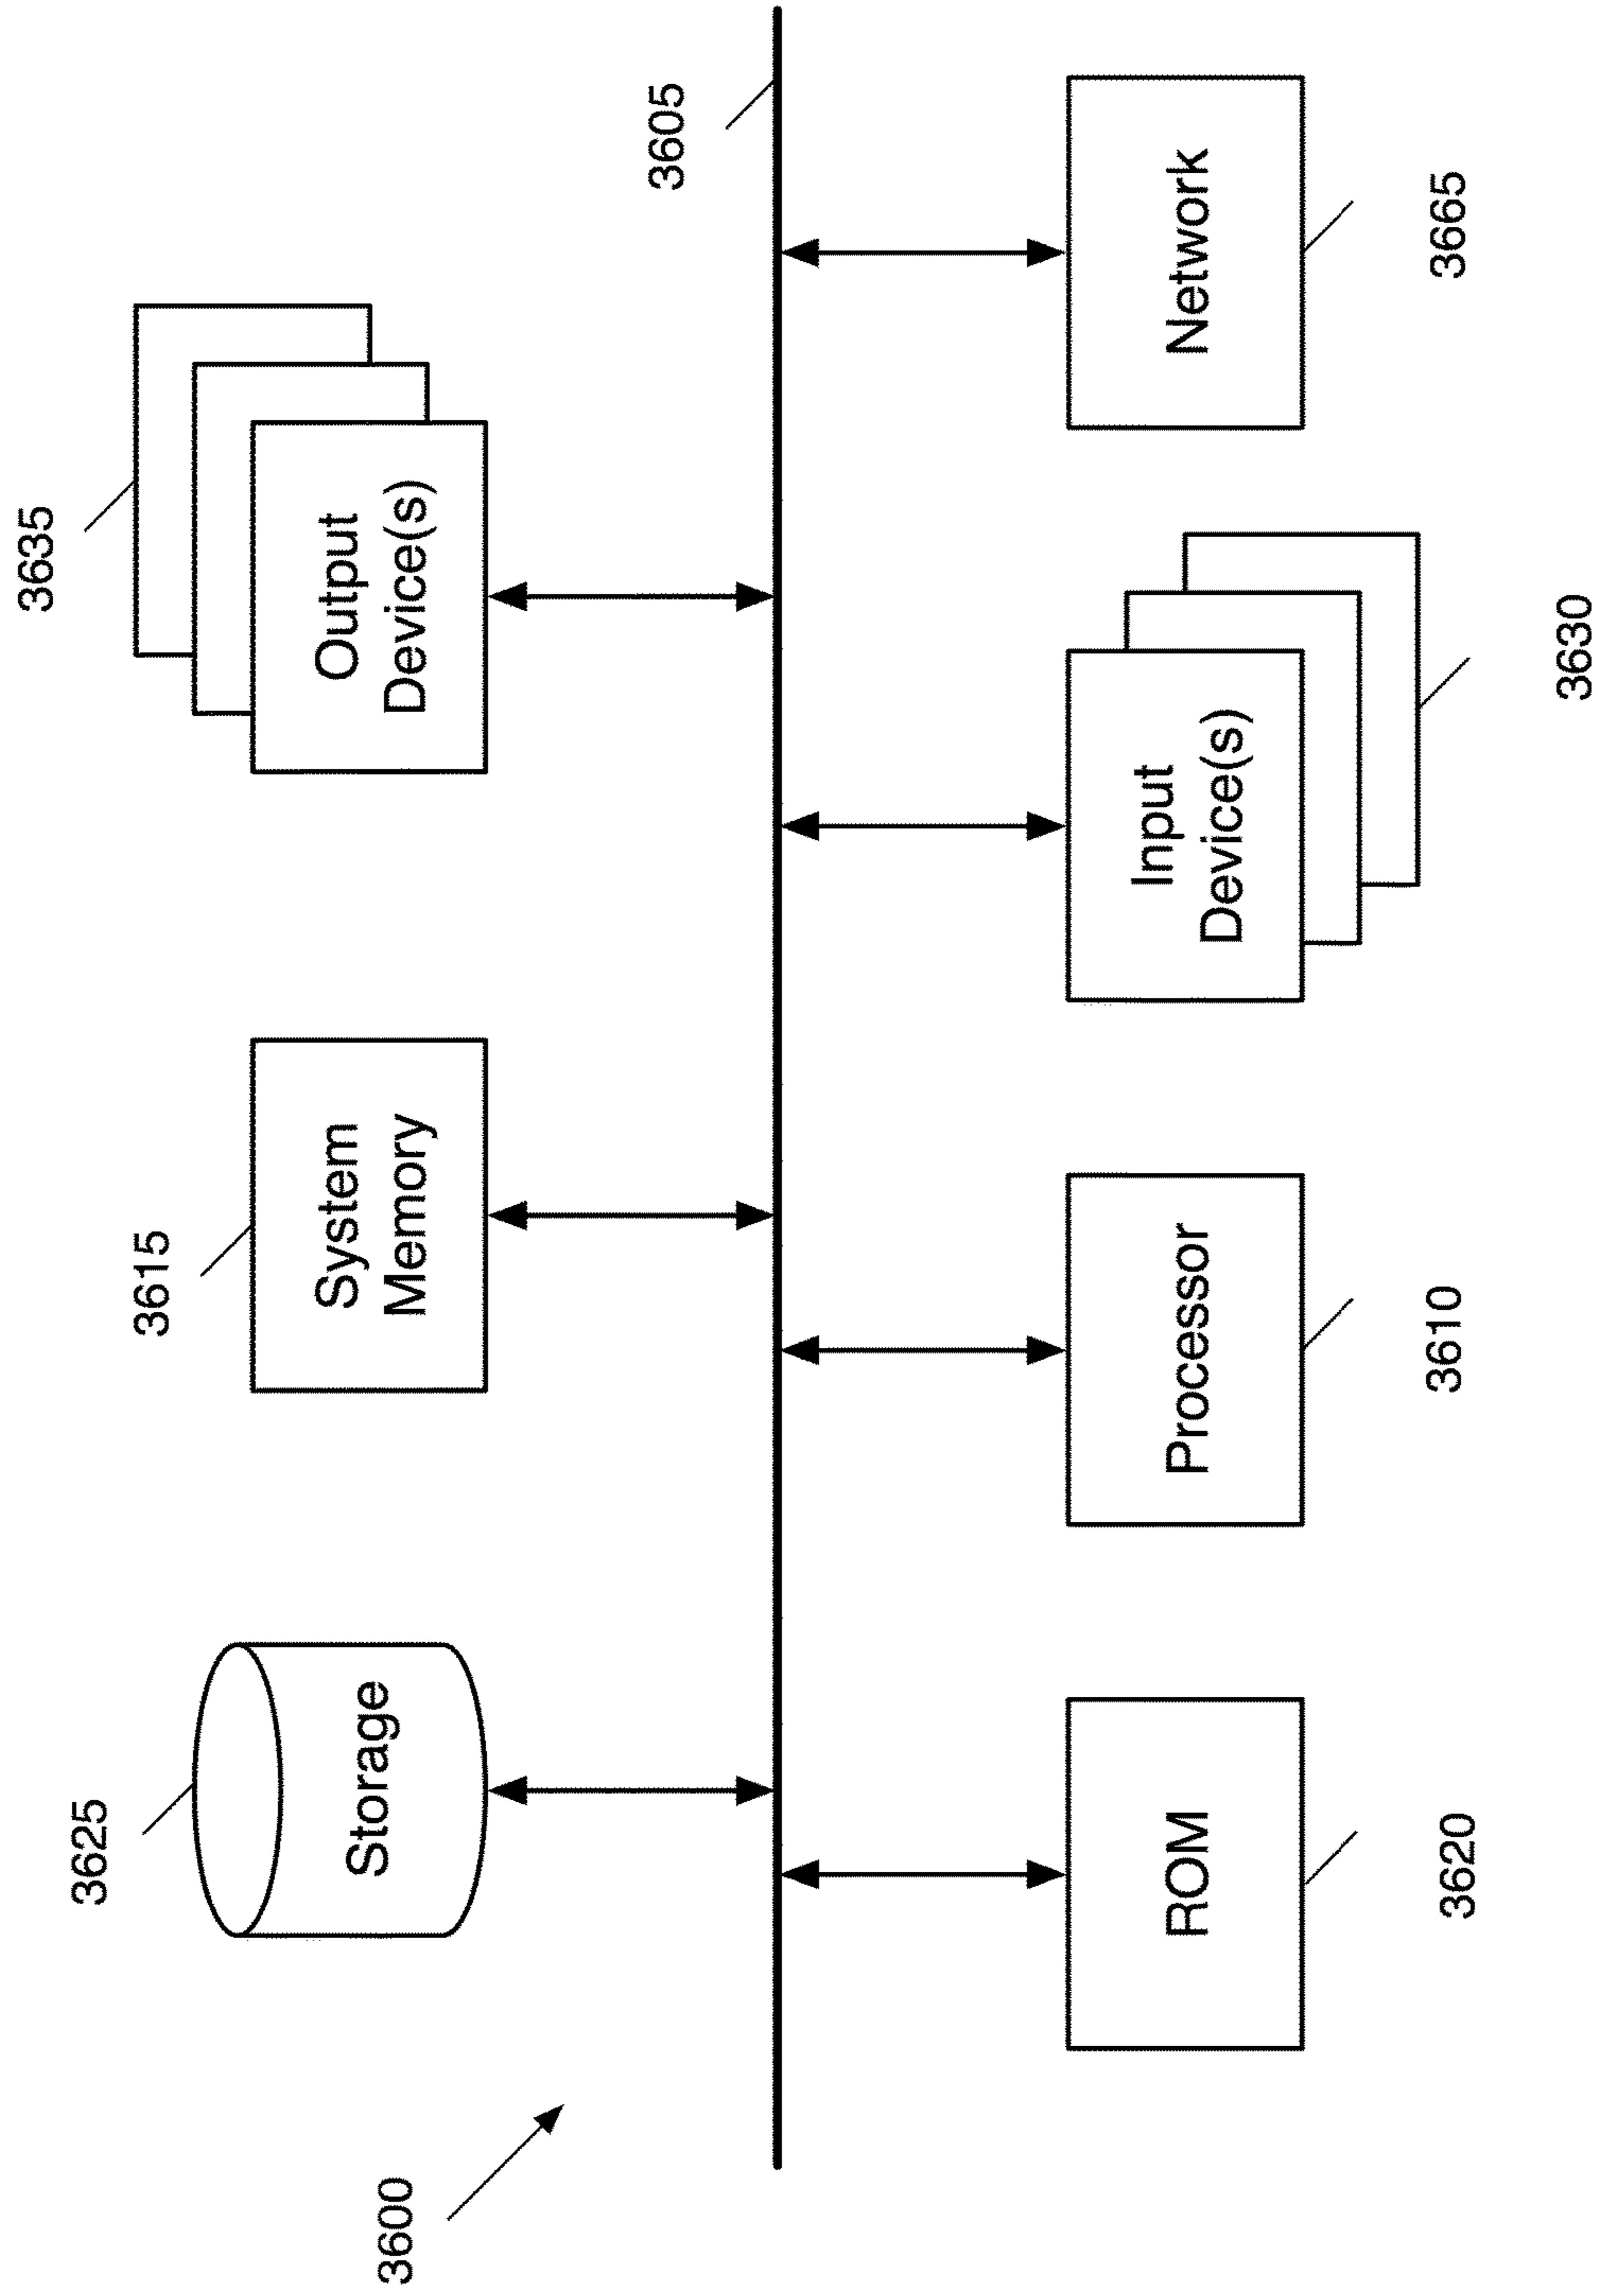 3635
3625
3615
Storage
System
Memory
Output
Device(s)
3600
3605
ROM
Processor
Input
Device(s)
Network
3620
3610
3665
3630